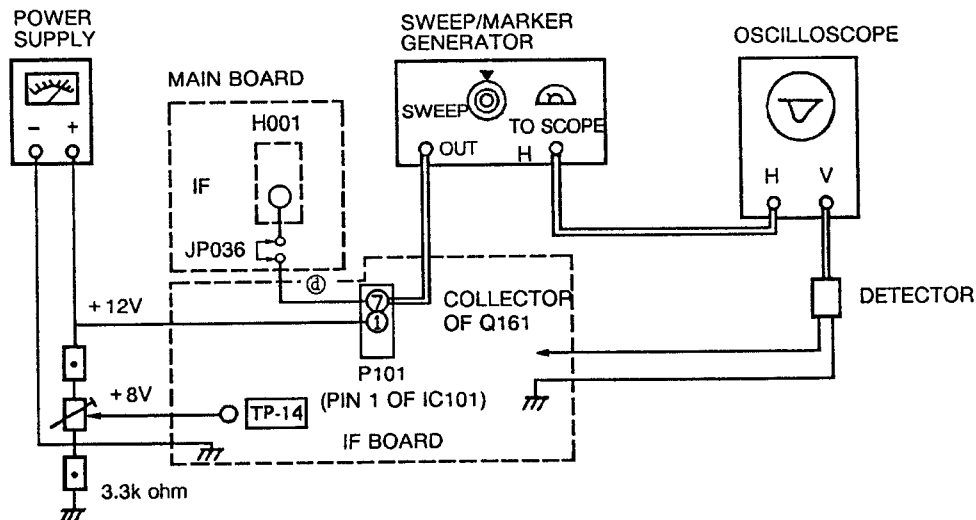 POWER
SUPPLY
− +
MAIN BOARD
H001
IF
JP036
SWEEP/MARKER
GENERATOR
SWEEP
TO SCOPE
OUT
H
OSCILLOSCOPE
H V
DETECTOR
ⓓ
+12V
⑦
①
COLLECTOR
OF Q161
P101
(PIN 1 OF IC101)
+8V
TP-14
IF BOARD
3.3k ohm